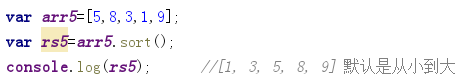 var arr5=[5,8,3,1,9];
var rs5=arr5.sort();
console.log(rs5);      //[1, 3, 5, 8, 9] 默认是从小到大